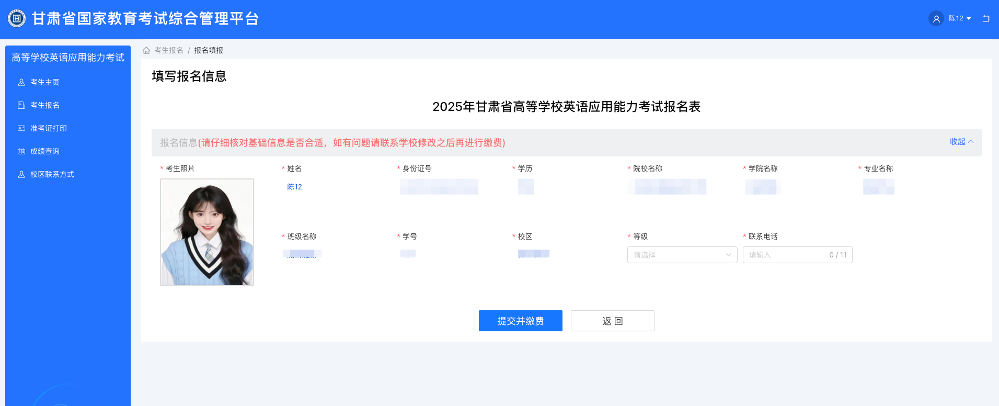 甘肃省国家教育考试综合管理平台
陈12
高等学校英语应用能力考试
考生主页
考生报名
准考证打印
成绩查询
校区联系方式
考生报名 / 报名填报
填写报名信息
2025年甘肃省高等学校英语应用能力考试报名表
报名信息(请仔细核对基础信息是否合适，如有问题请联系学校修改之后再进行缴费)
收起
* 考生照片
* 姓名
* 身份证号
* 学历
* 院校名称
* 学院名称
* 专业名称
陈12
* 班级名称
* 学号
* 校区
* 等级
* 联系电话
请选择
请输入 0 / 11
提交并缴费
返 回